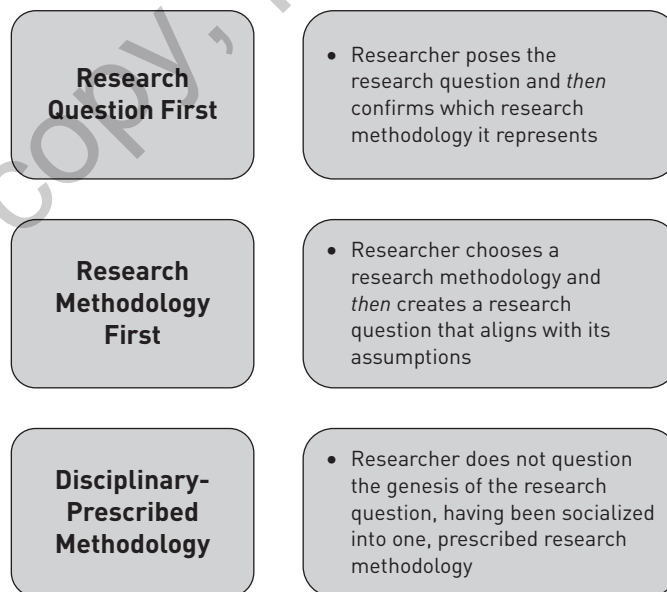 Research
Question First
• Researcher poses the
research question and then
confirms which research
methodology it represents
Research
Methodology
First
• Researcher chooses a
research methodology and
then creates a research
question that aligns with its
assumptions
Disciplinary-
Prescribed
Methodology
• Researcher does not question
the genesis of the research
question, having been socialized
into one, prescribed research
methodology
copy,